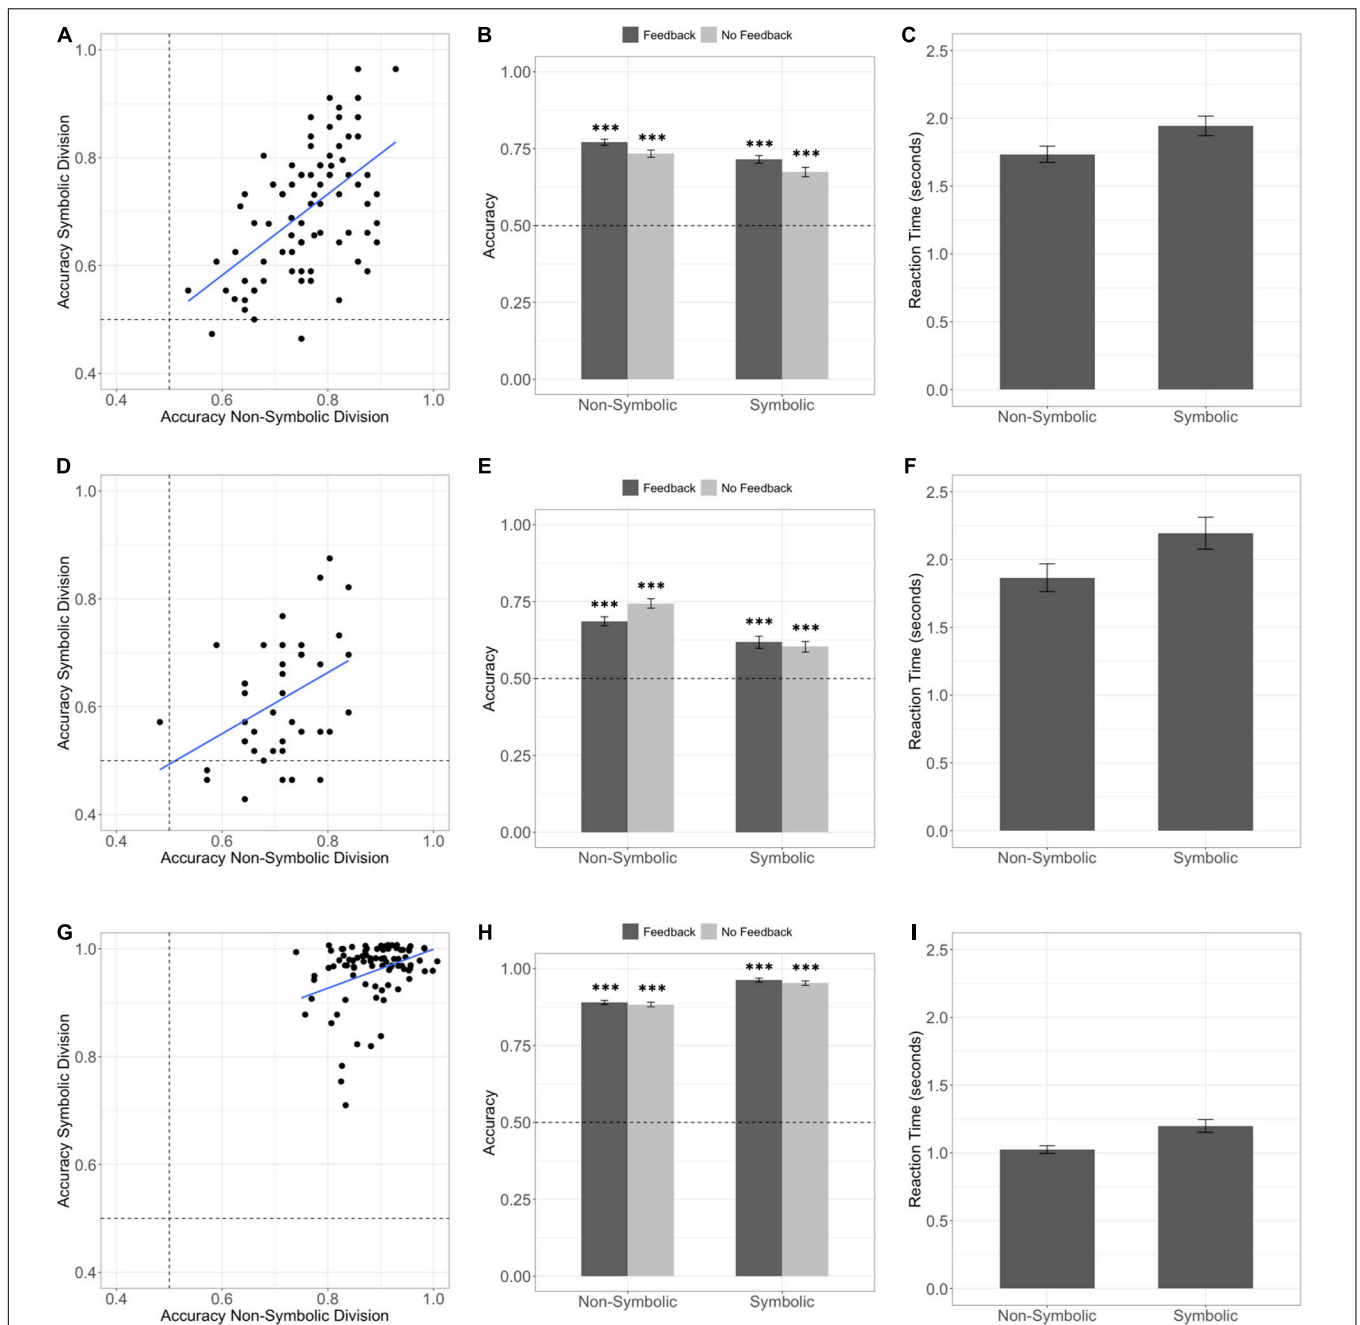 A
1.0
0.8
0.6
0.4
Accuracy Symbolic Division
0.4 0.6 0.8 1.0
Accuracy Non-Symbolic Division
B
Feedback No Feedback
1.00
0.75
0.50
0.25
0.00
Accuracy
*** *** *** ***
Non-Symbolic Symbolic
C
2.5
2.0
1.5
1.0
0.5
0.0
Reaction Time (seconds)
Non-Symbolic Symbolic
D
1.0
0.8
0.6
0.4
Accuracy Symbolic Division
0.4 0.6 0.8 1.0
Accuracy Non-Symbolic Division
E
Feedback No Feedback
1.00
0.75
0.50
0.25
0.00
Accuracy
*** *** *** ***
Non-Symbolic Symbolic
F
2.5
2.0
1.5
1.0
0.5
0.0
Reaction Time (seconds)
Non-Symbolic Symbolic
G
1.0
0.8
0.6
0.4
Accuracy Symbolic Division
0.4 0.6 0.8 1.0
Accuracy Non-Symbolic Division
H
Feedback No Feedback
1.00
0.75
0.50
0.25
0.00
Accuracy
*** *** *** ***
Non-Symbolic Symbolic
I
2.5
2.0
1.5
1.0
0.5
0.0
Reaction Time (seconds)
Non-Symbolic Symbolic